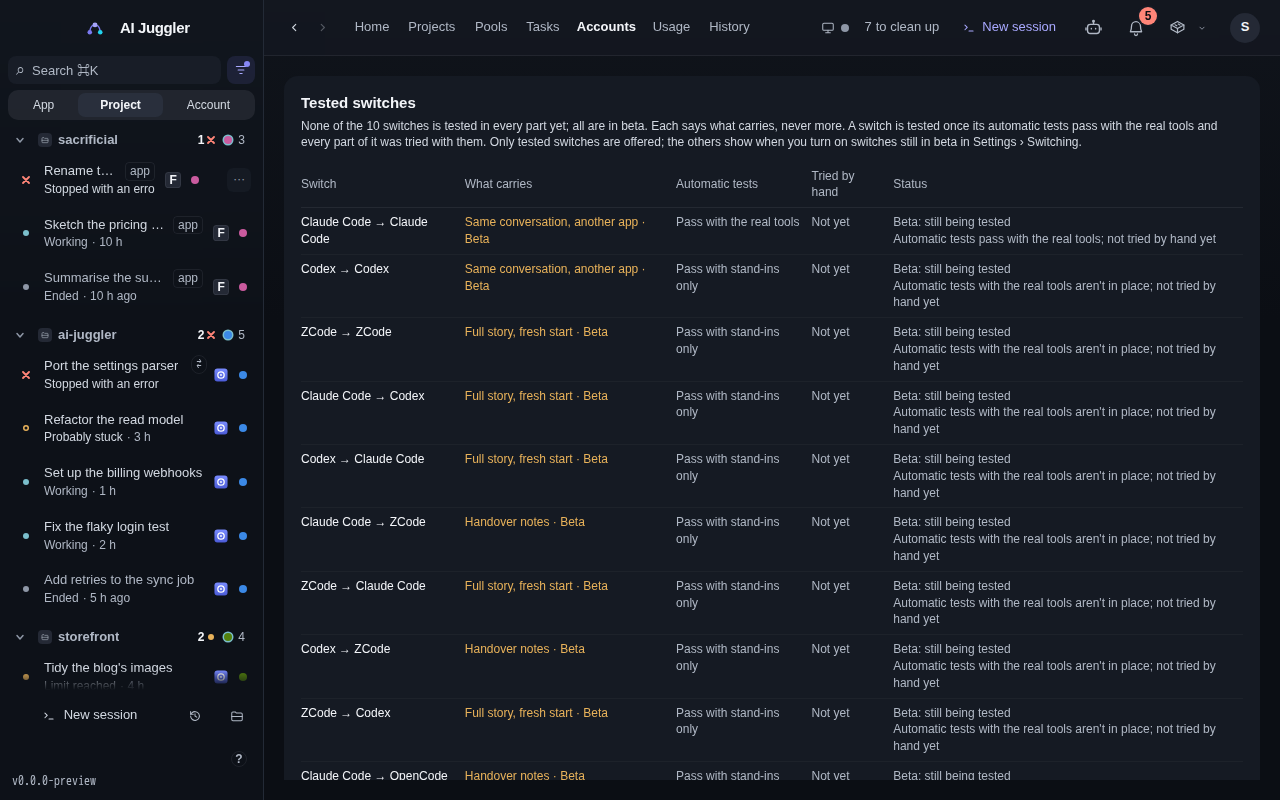 AI Juggler
Search ⌘K
App Project Account
sacrificial 1 3
Rename t… app F
Stopped with an erro
Sketch the pricing … app F
Working · 10 h
Summarise the su… app F
Ended · 10 h ago
ai-juggler 2 5
Port the settings parser
Stopped with an error
Refactor the read model
Probably stuck · 3 h
Set up the billing webhooks
Working · 1 h
Fix the flaky login test
Working · 2 h
Add retries to the sync job
Ended · 5 h ago
storefront 2 4
Tidy the blog's images
Limit reached · 4 h
New session
?
v0.0.0-preview
Home Projects Pools Tasks Accounts Usage History 7 to clean up New session 5 S
Tested switches
None of the 10 switches is tested in every part yet; all are in beta. Each says what carries, never more. A switch is tested once its automatic tests pass with the real tools and
every part of it was tried with them. Only tested switches are offered; the others show when you turn on switches still in beta in Settings › Switching.
Switch What carries Automatic tests Tried by
hand Status
Claude Code → Claude Same conversation, another app · Pass with the real tools Not yet Beta: still being tested
Code Beta Automatic tests pass with the real tools; not tried by hand yet
Codex → Codex Same conversation, another app · Pass with stand-ins Not yet Beta: still being tested
Beta only Automatic tests with the real tools aren't in place; not tried by
hand yet
ZCode → ZCode Full story, fresh start · Beta Pass with stand-ins Not yet Beta: still being tested
only Automatic tests with the real tools aren't in place; not tried by
hand yet
Claude Code → Codex Full story, fresh start · Beta Pass with stand-ins Not yet Beta: still being tested
only Automatic tests with the real tools aren't in place; not tried by
hand yet
Codex → Claude Code Full story, fresh start · Beta Pass with stand-ins Not yet Beta: still being tested
only Automatic tests with the real tools aren't in place; not tried by
hand yet
Claude Code → ZCode Handover notes · Beta Pass with stand-ins Not yet Beta: still being tested
only Automatic tests with the real tools aren't in place; not tried by
hand yet
ZCode → Claude Code Full story, fresh start · Beta Pass with stand-ins Not yet Beta: still being tested
only Automatic tests with the real tools aren't in place; not tried by
hand yet
Codex → ZCode Handover notes · Beta Pass with stand-ins Not yet Beta: still being tested
only Automatic tests with the real tools aren't in place; not tried by
hand yet
ZCode → Codex Full story, fresh start · Beta Pass with stand-ins Not yet Beta: still being tested
only Automatic tests with the real tools aren't in place; not tried by
hand yet
Claude Code → OpenCode Handover notes · Beta Pass with stand-ins Not yet Beta: still being tested